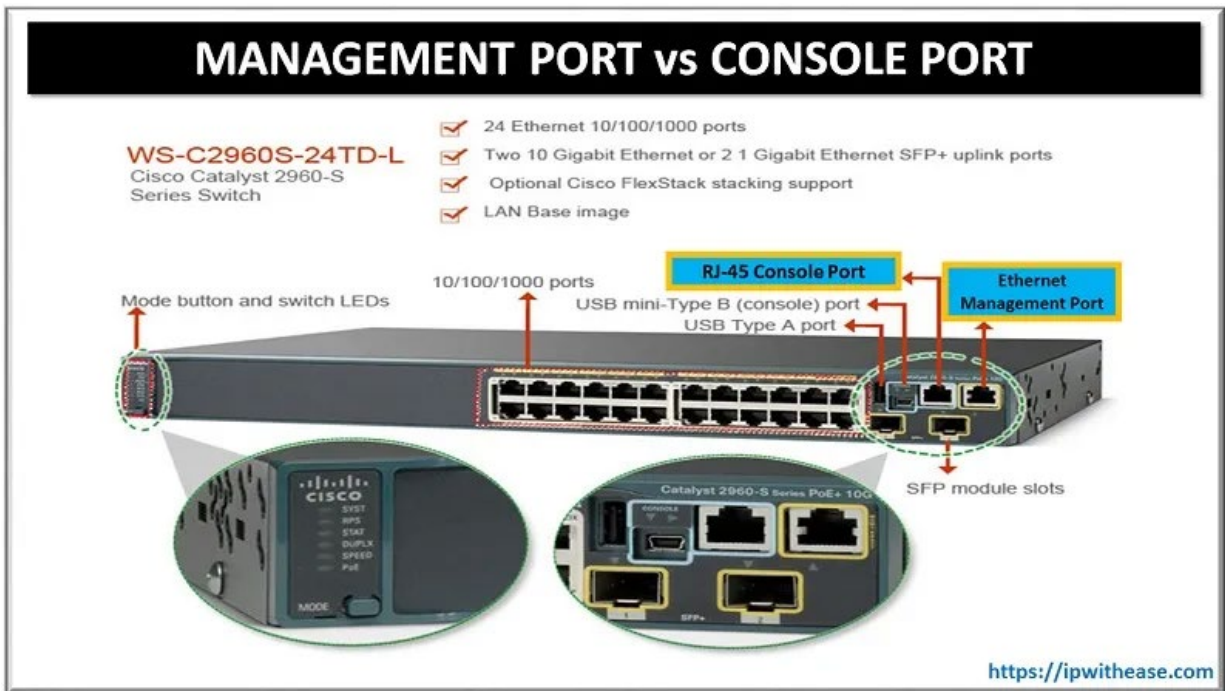 MANAGEMENT PORT vs CONSOLE PORT
24 Ethernet 10/100/1000 ports
WS-C2960S-24TD-L
Two 10 Gigabit Ethernet or 2 1 Gigabit Ethernet SFP+ uplink ports
Cisco Catalyst 2960-S
Series Switch
Optional Cisco FlexStack stacking support
LAN Base image
RJ-45 Console Port
Ethernet
Management Port
10/100/1000 ports
Mode button and switch LEDs
USB mini-Type B (console) port
USB Type A port
SFP module slots
CISCO
SYST
RPS
STAT
DUPLX
SPEED
PoE
MODE
Catalyst 2960-S Series PoE+ 10G
CONSOLE
1
SFP+
2
https://ipwithease.com